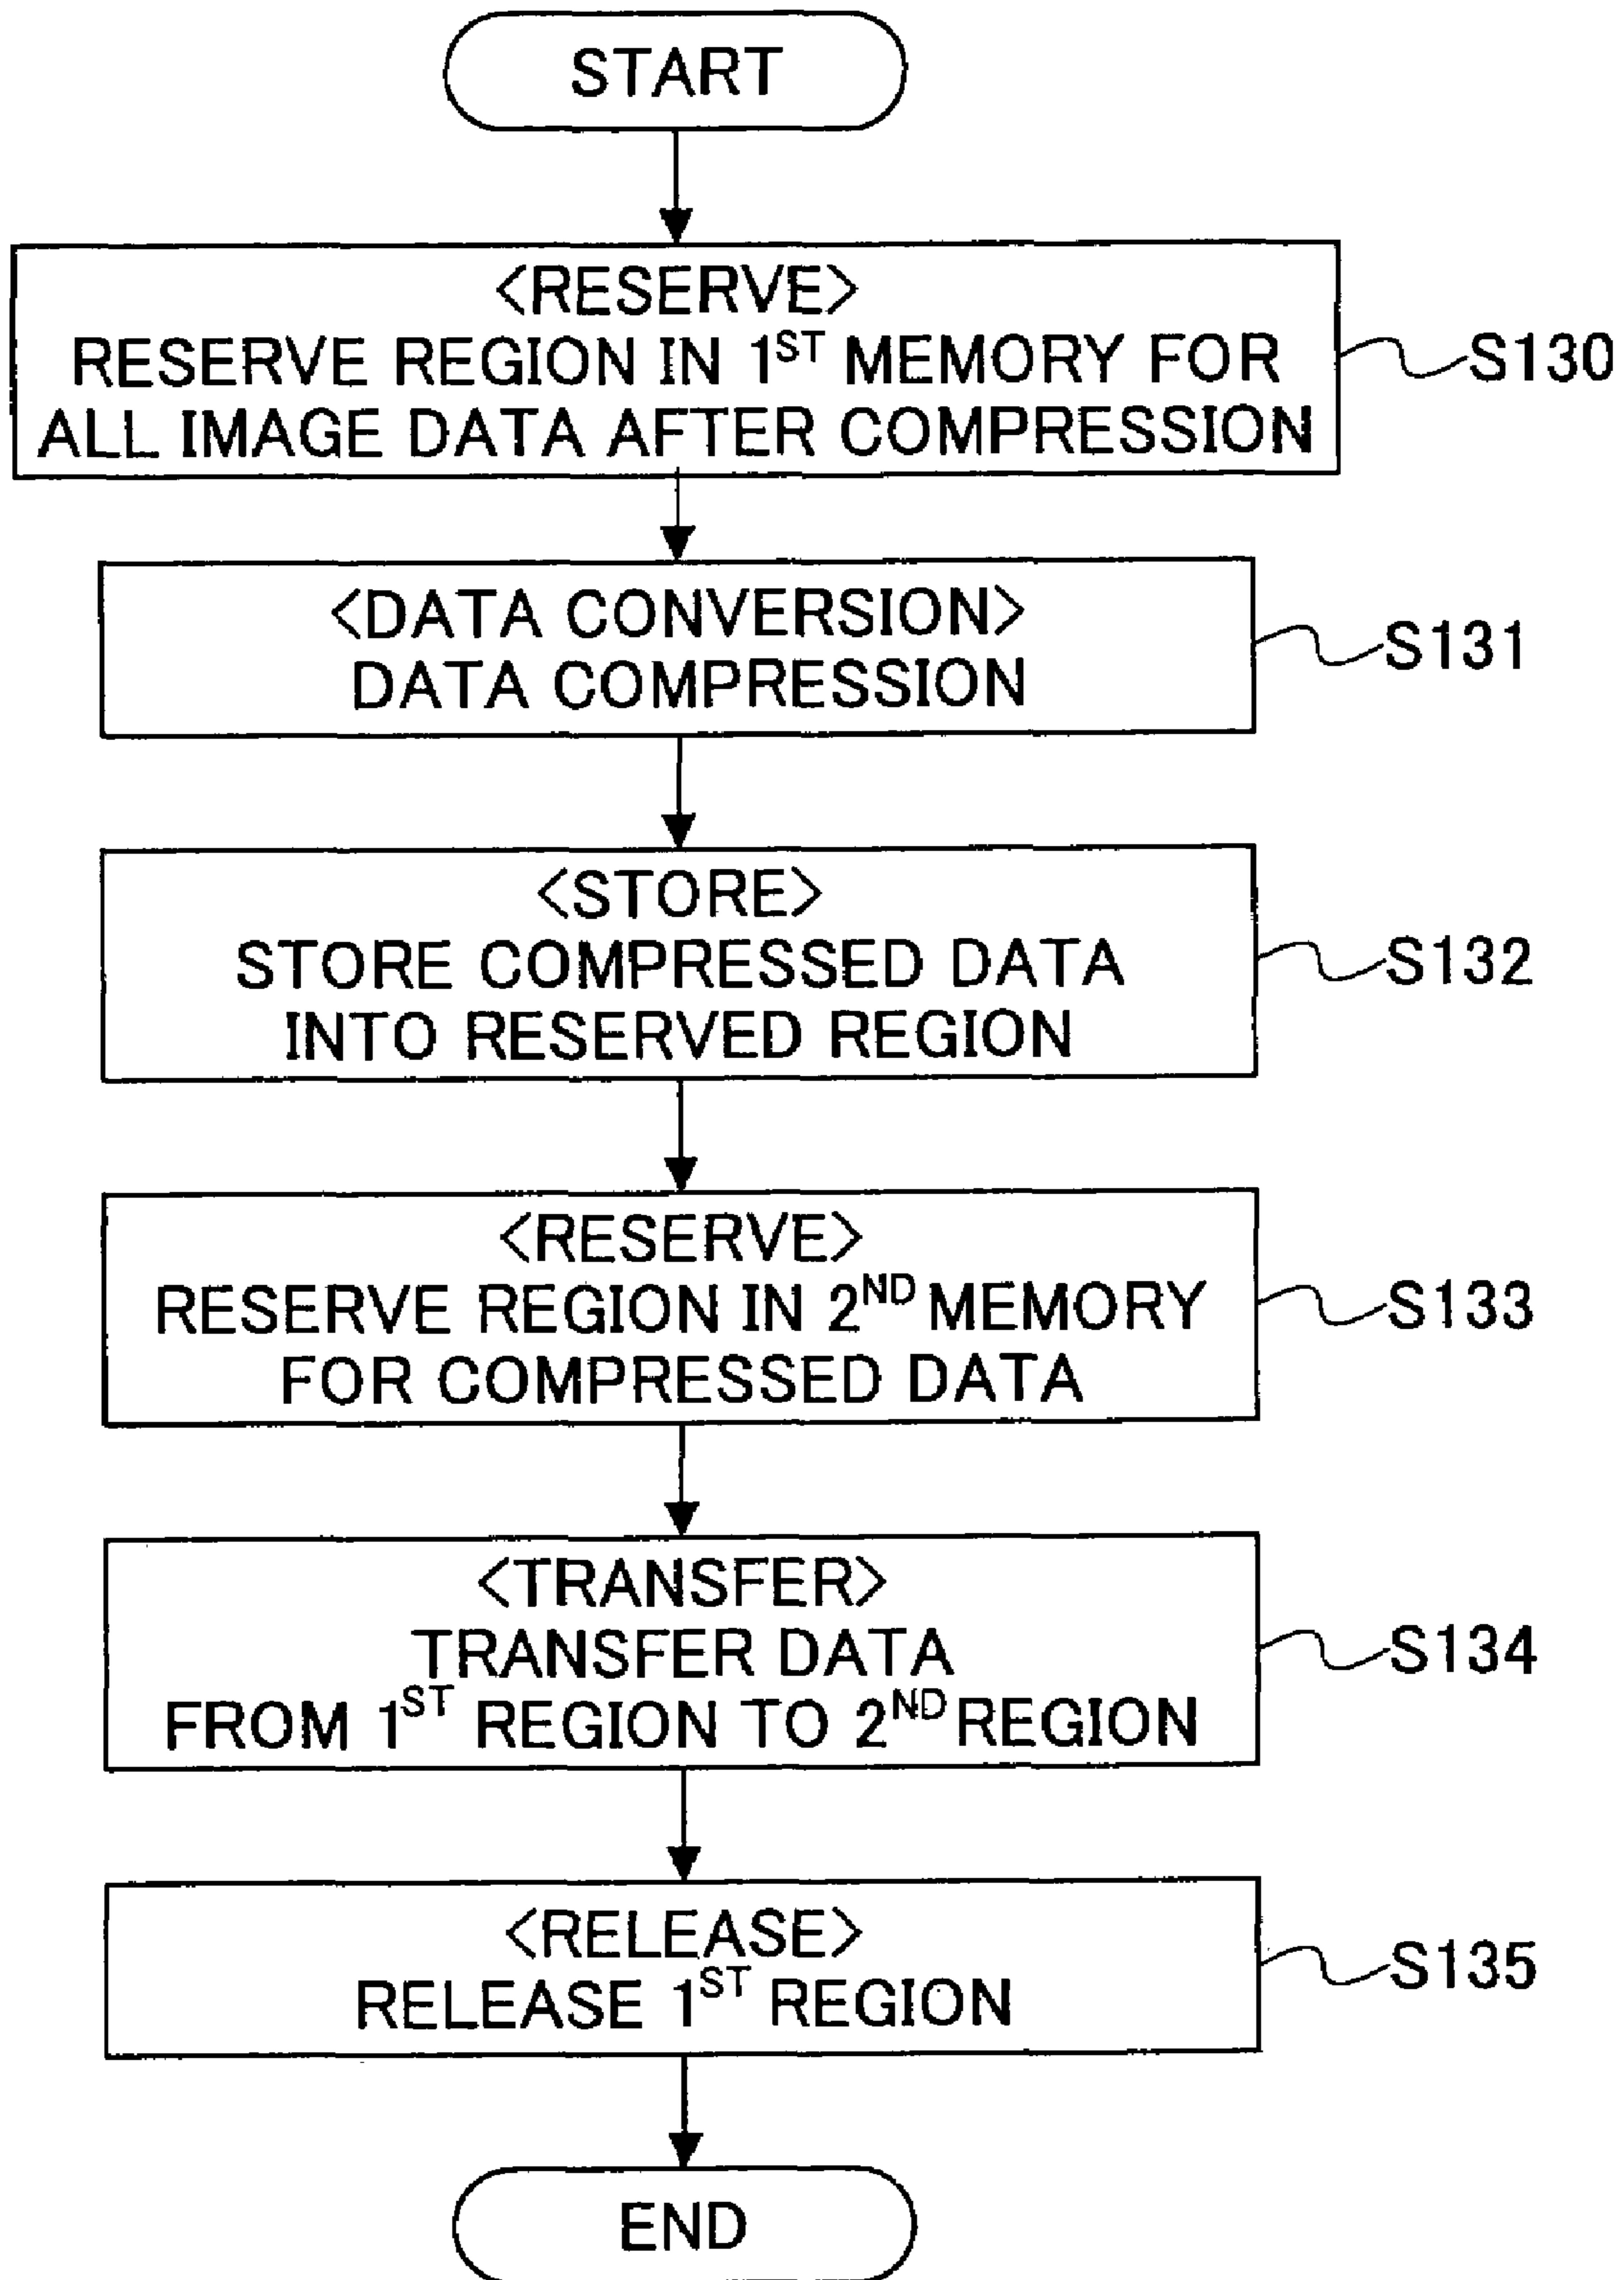 START
<RESERVE>
RESERVE REGION IN 1ST MEMORY FOR
ALL IMAGE DATA AFTER COMPRESSION
S130
<DATA CONVERSION>
DATA COMPRESSION
S131
<STORE>
STORE COMPRESSED DATA
INTO RESERVED REGION
S132
<RESERVE>
RESERVE REGION IN 2ND MEMORY
FOR COMPRESSED DATA
S133
<TRANSFER>
TRANSFER DATA
FROM 1ST REGION TO 2ND REGION
S134
<RELEASE>
RELEASE 1ST REGION
S135
END